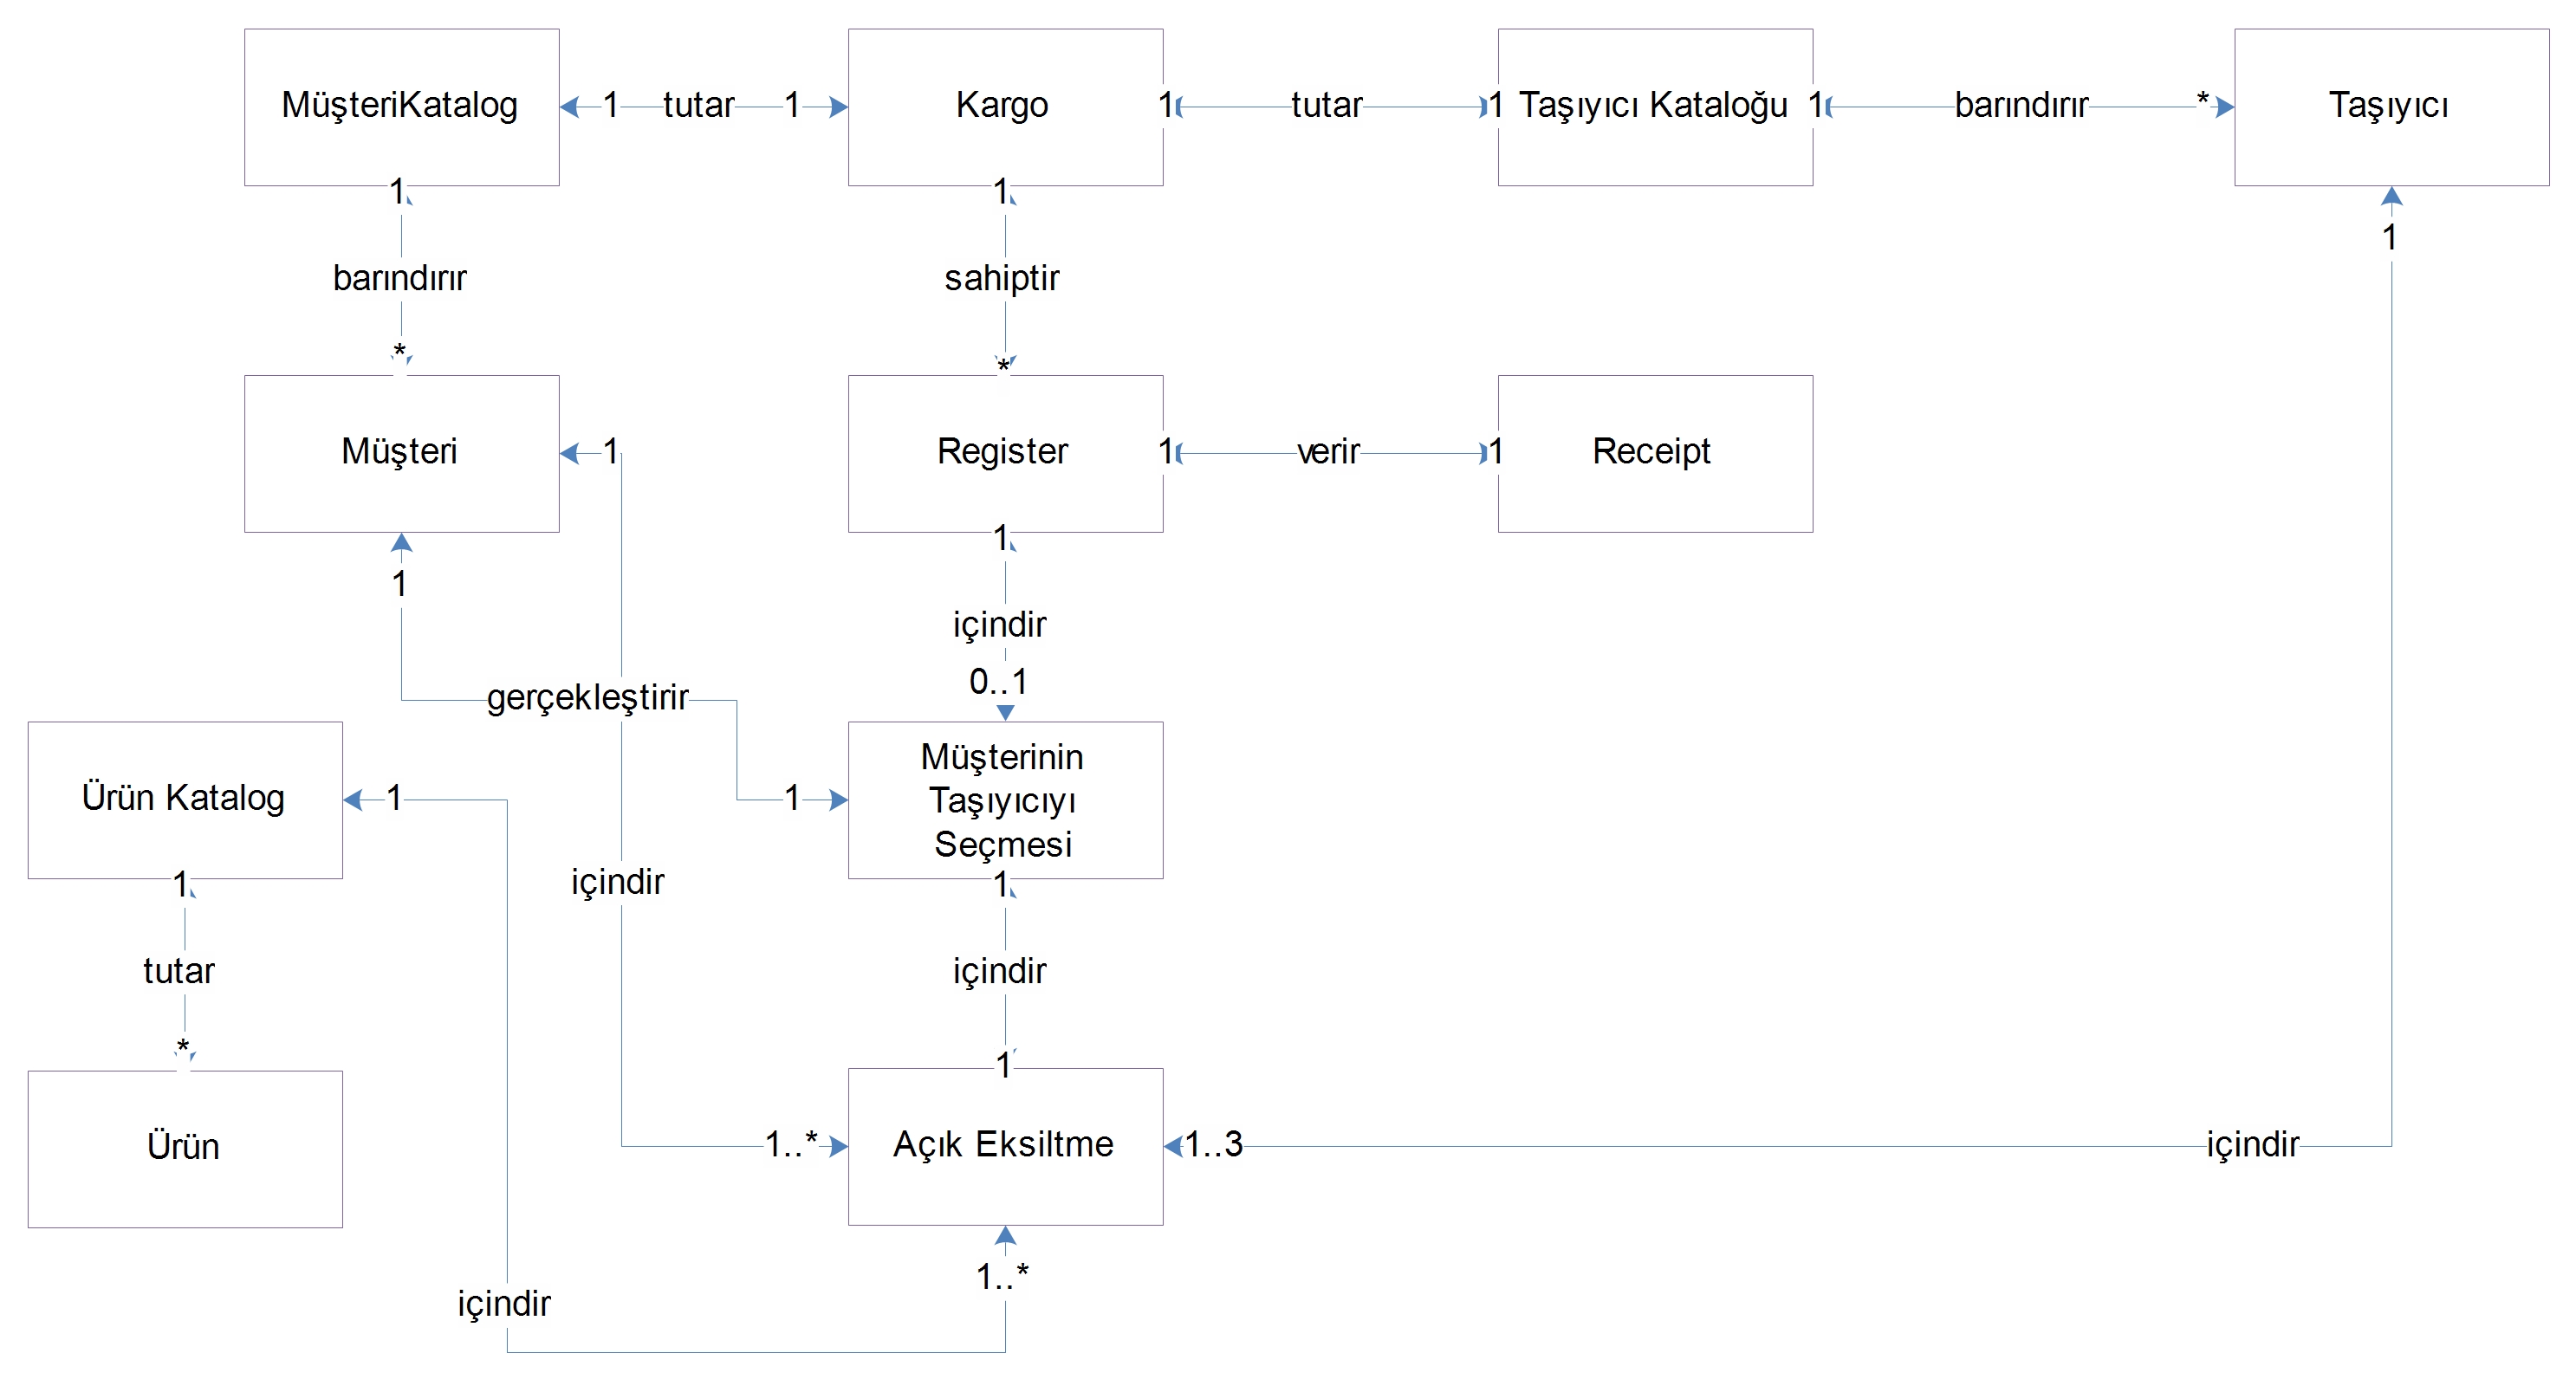 MüşteriKatalog
1 tutar 1
Kargo
1 tutar 1
Taşıyıcı Kataloğu
1 barındırır *
Taşıyıcı
1
barındırır
*
1
sahiptir
*
1
Müşteri
1
Register
1 verir 1
Receipt
1
1
içindir
0..1
gerçekleştirir
1
Müşterinin
Taşıyıcıyı
Seçmesi
Ürün Katalog
1
1
tutar
*
içindir
1
içindir
1
Ürün
1..*
Açık Eksiltme
1..3
içindir
1..*
içindir